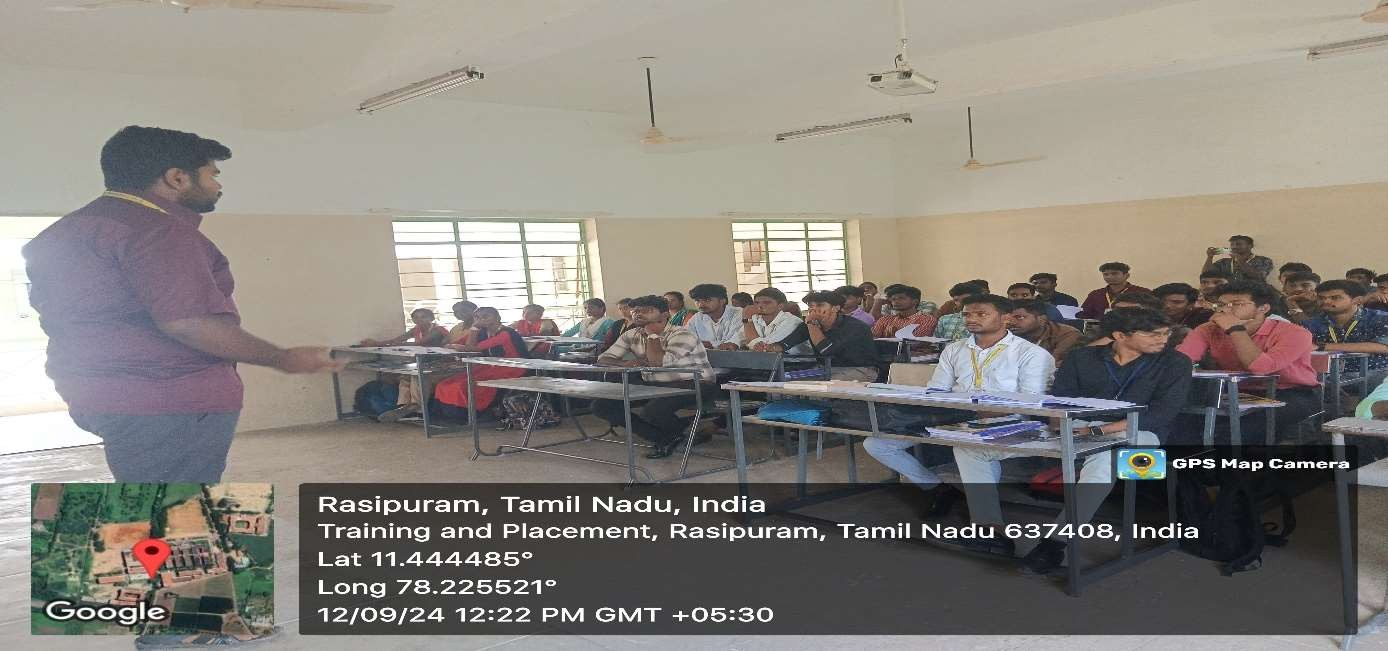 GPS Map Camera
Rasipuram, Tamil Nadu, India
Training and Placement, Rasipuram, Tamil Nadu 637408, India
Lat 11.444485°
Long 78.225521°
12/09/24 12:22 PM GMT +05:30
Google